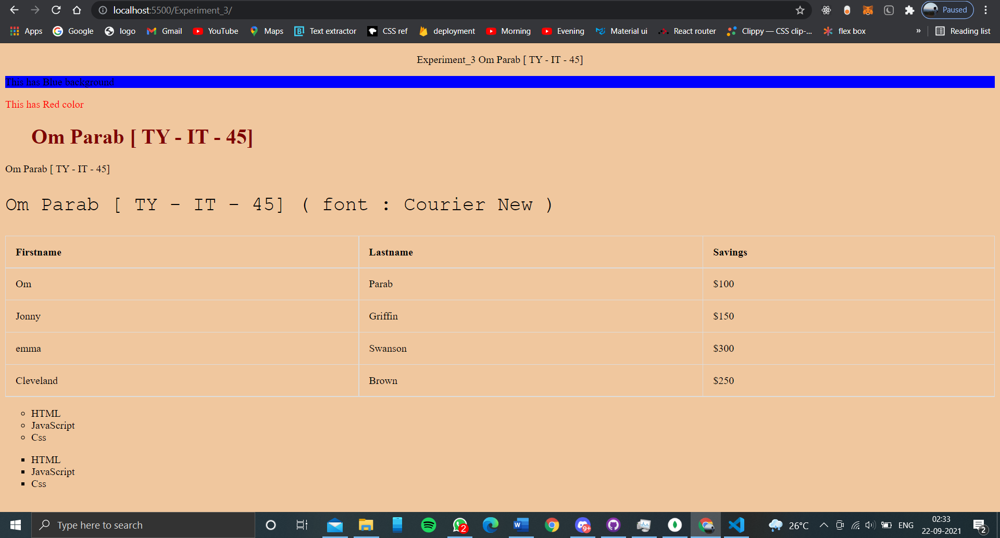 localhost:5500/Experiment_3/
Paused
Apps Google logo Gmail YouTube Maps Text extractor CSS ref deployment Morning Evening Material ui React router Clippy — CSS clip-... flex box » Reading list
Experiment_3 Om Parab [ TY - IT - 45]
This has Blue background
This has Red color
Om Parab [ TY - IT - 45]
Om Parab [ TY - IT - 45]
Om Parab [ TY - IT - 45] ( font : Courier New )
Firstname Lastname Savings
Om Parab $100
Jonny Griffin $150
emma Swanson $300
Cleveland Brown $250
HTML
JavaScript
Css
HTML
JavaScript
Css
Type here to search 2 9+ 26°C ENG 02:33
22-09-2021 2